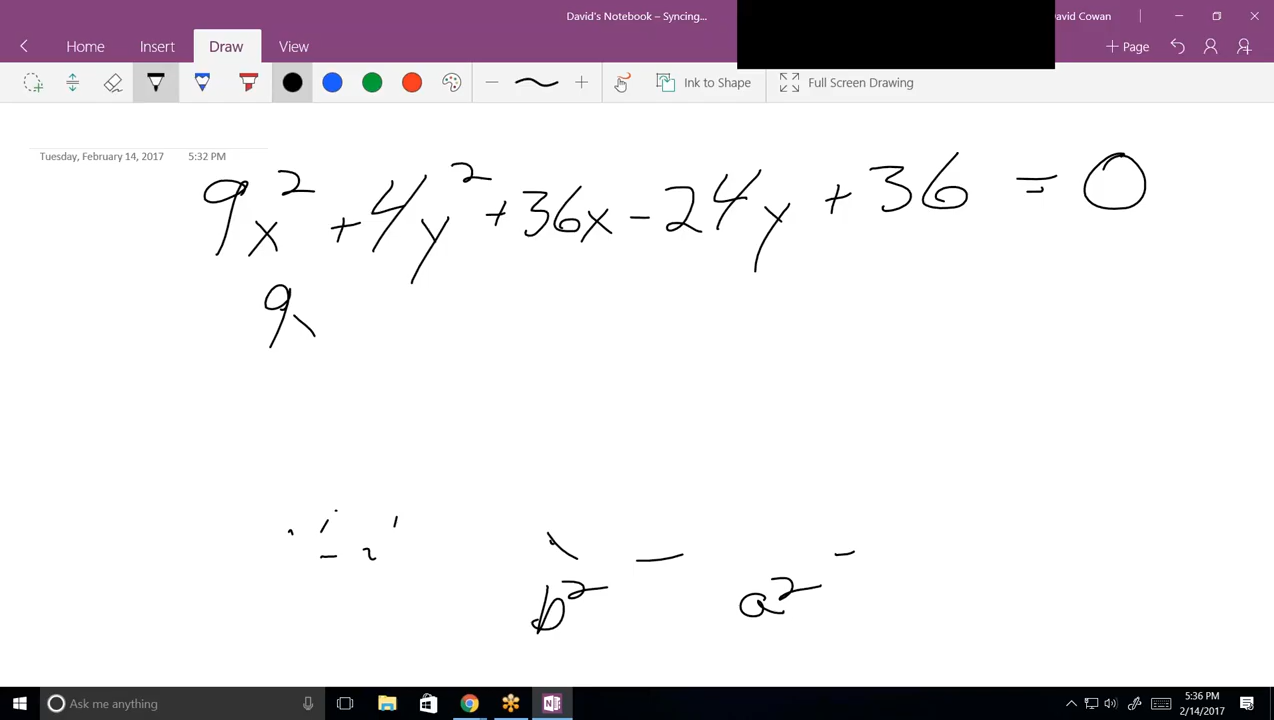 David's Notebook – Syncing...
avid Cowan
Home Insert Draw View
+ Page
Ink to Shape Full Screen Drawing
Tuesday, February 14, 2017 5:32 PM
9x² + 4y² + 36x - 24y + 36 = 0
9
b² a²
Ask me anything
5:36 PM
2/14/2017